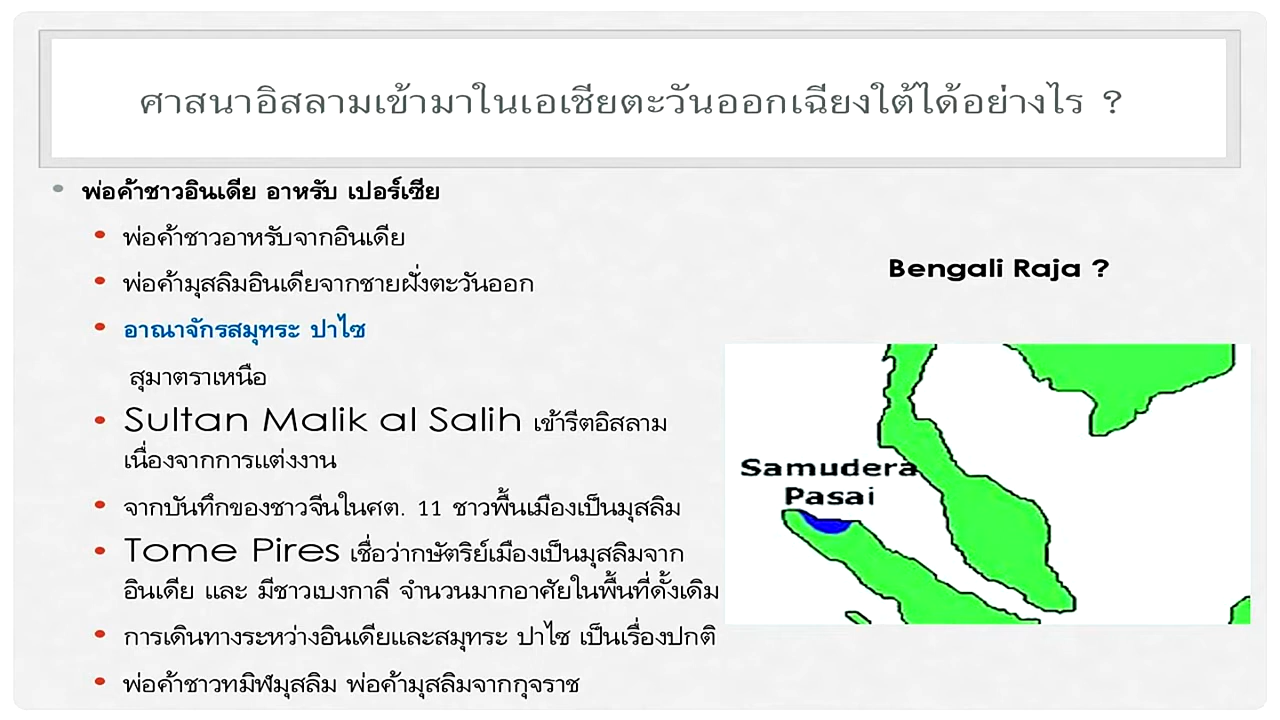 ศาสนาอิสลามเข้ามาในเอเชียตะวันออกเฉียงใต้ได้อย่างไร ?
• พ่อค้าชาวอินเดีย อาหรับ เปอร์เซีย
• พ่อค้าชาวอาหรับจากอินเดีย
• พ่อค้ามุสลิมอินเดียจากชายฝั่งตะวันออก
• อาณาจักรสมุทระ ปาไซ
สุมาตราเหนือ
• Sultan Malik al Salih เข้ารีตอิสลาม
เนื่องจากการแต่งงาน
• จากบันทึกของชาวจีนในศต. 11 ชาวพื้นเมืองเป็นมุสลิม
• Tome Pires เชื่อว่ากษัตริย์เมืองเป็นมุสลิมจาก
อินเดีย และ มีชาวเบงกาลี จำนวนมากอาศัยในพื้นที่ดั้งเดิม
• การเดินทางระหว่างอินเดียและสมุทระ ปาไซ เป็นเรื่องปกติ
• พ่อค้าชาวทมิฬมุสลิม พ่อค้ามุสลิมจากกุจราช
Bengali Raja ?
Samudera
Pasai